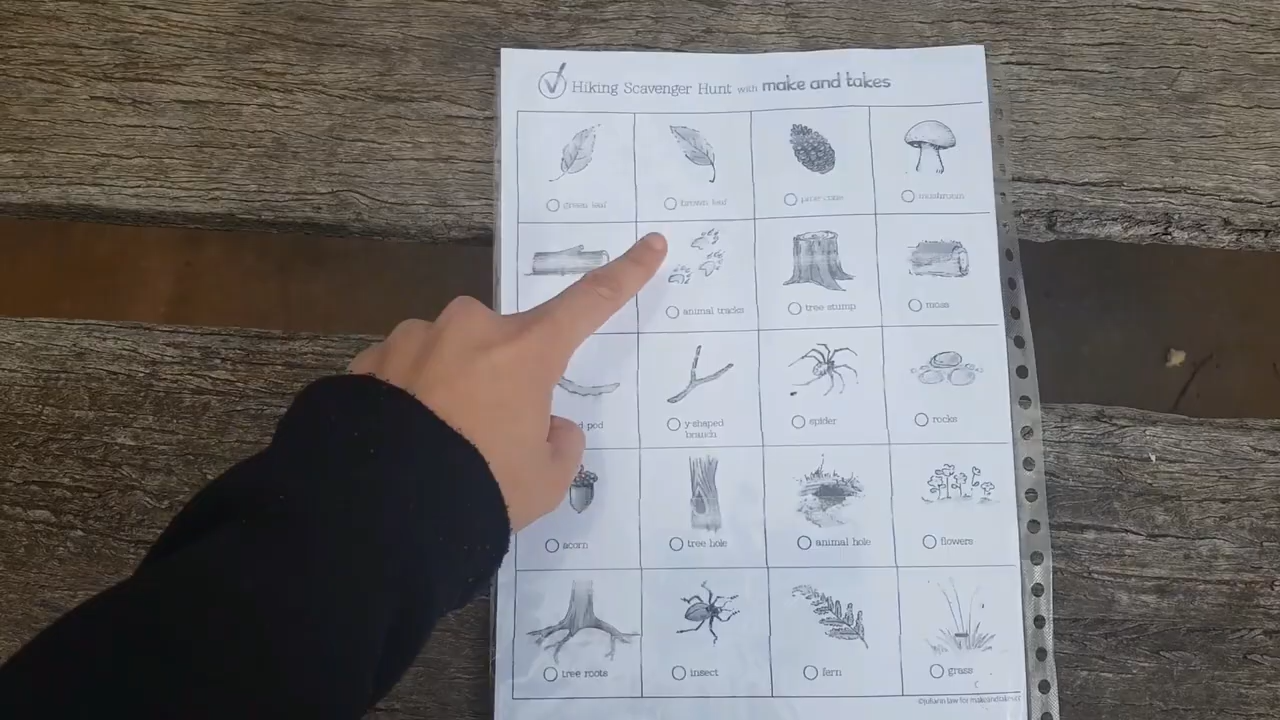 Hiking Scavenger Hunt with make and takes
green leaf
brown leaf
pine cone
mushroom
animal tracks
tree stump
moss
d pod
y-shaped
branch
spider
rocks
acorn
tree hole
animal hole
flowers
tree roots
insect
fern
grass